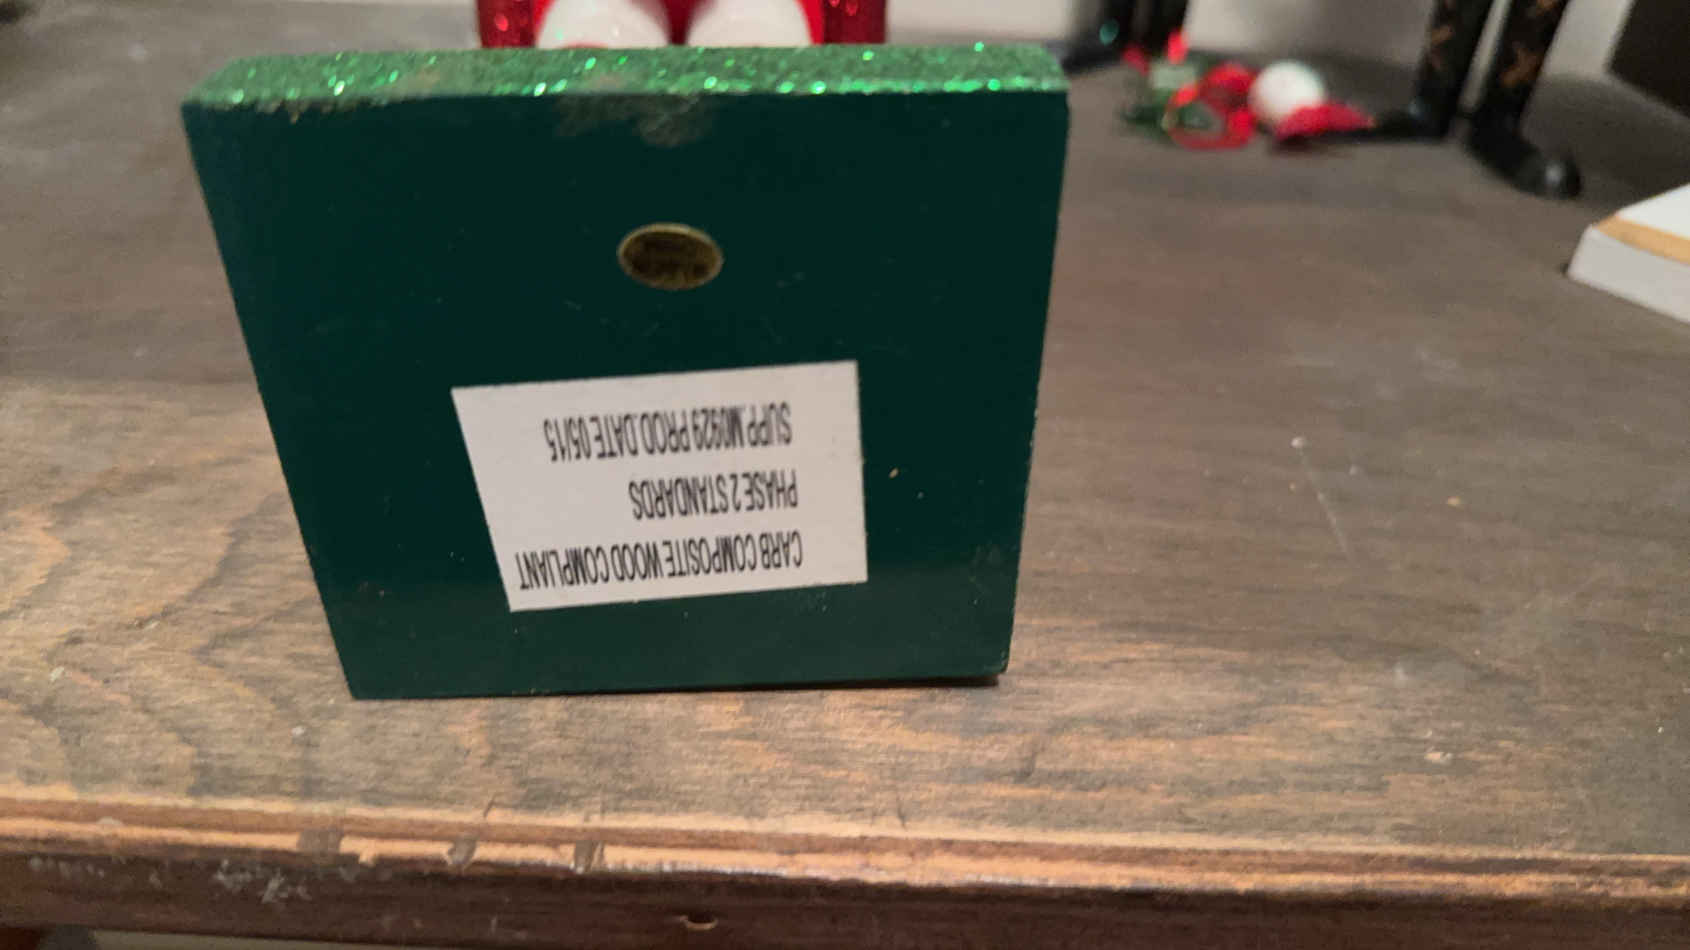 CARB COMPOSITE WOOD COMPLIANT
PHASE 2 STANDARDS
SUPP.M0929 PROD.DATE 05/15